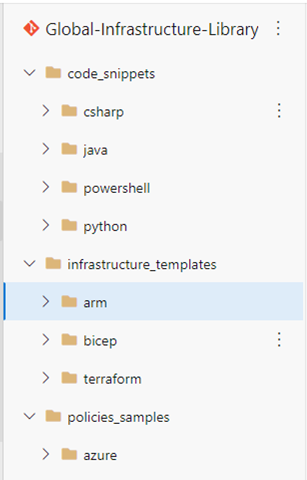 Global-Infrastructure-Library
code_snippets
csharp
java
powershell
python
infrastructure_templates
arm
bicep
terraform
policies_samples
azure